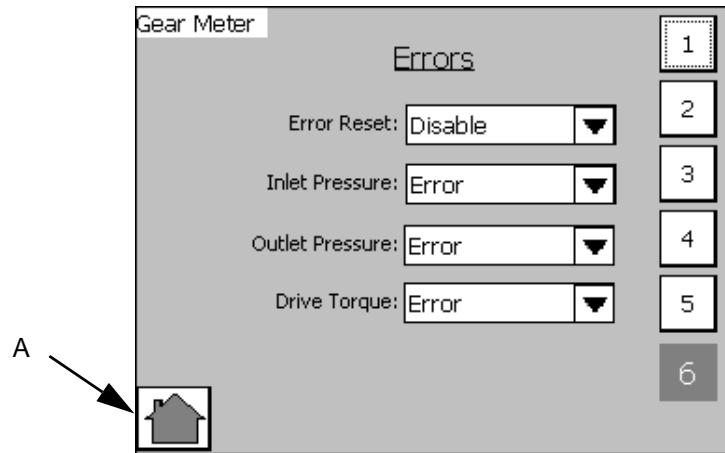 Gear Meter
Errors
Error Reset: Disable
Inlet Pressure: Error
Outlet Pressure: Error
Drive Torque: Error
1
2
3
4
5
6
A